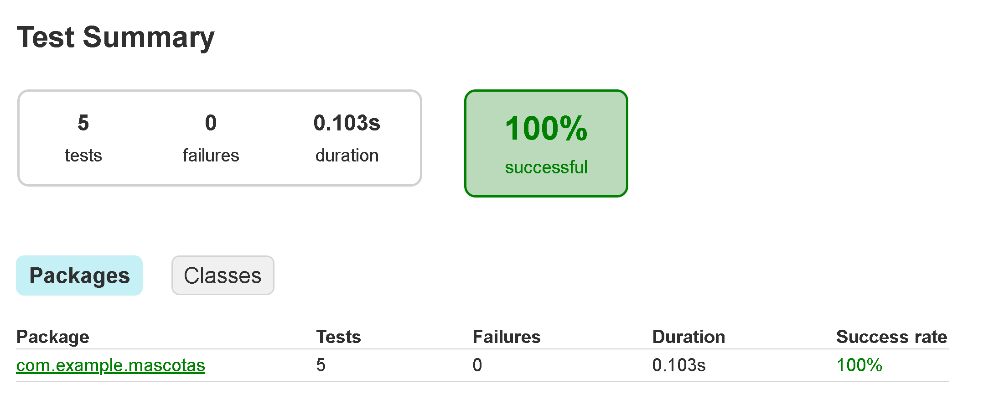 Test Summary
5 0 0.103s
tests failures duration
100%
successful
Packages Classes
Package Tests Failures Duration Success rate
com.example.mascotas 5 0 0.103s 100%